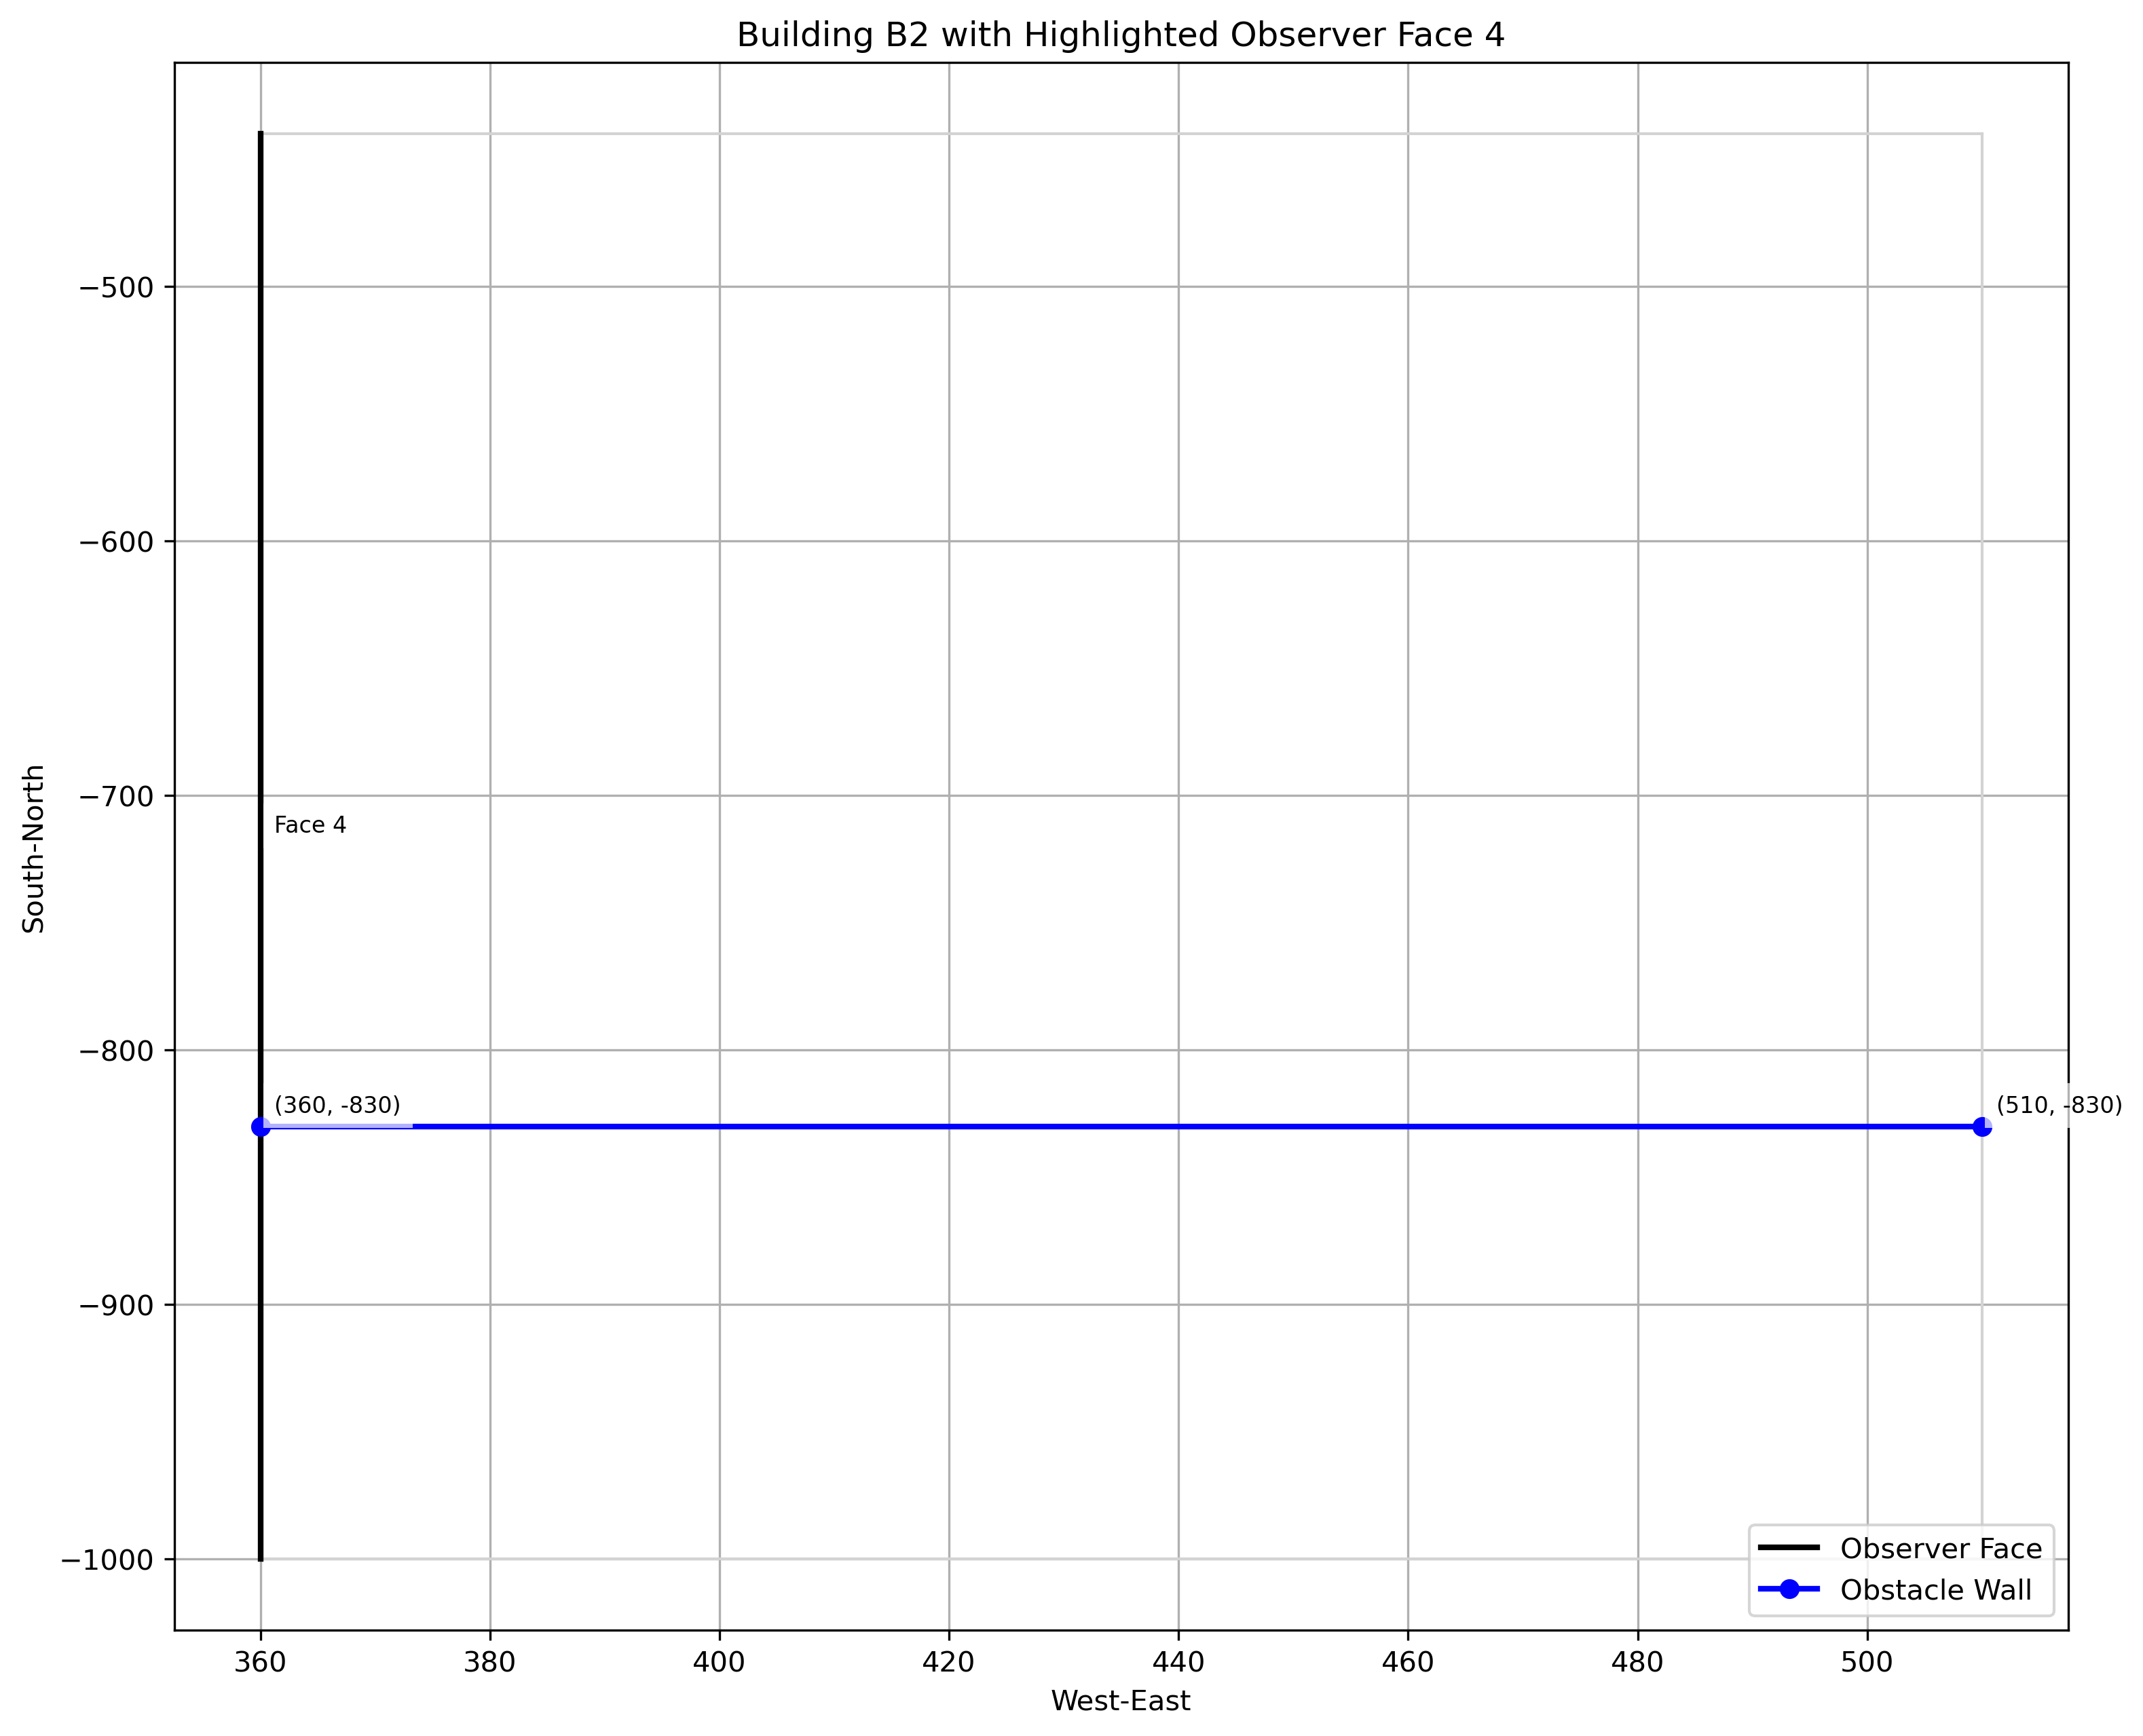 Building B2 with Highlighted Observer Face 4
South-North
−500
−600
−700
−800
−900
−1000
Face 4
(360, -830)
(510, -830)
Observer Face
Obstacle Wall
360 380 400 420 440 460 480 500
West-East